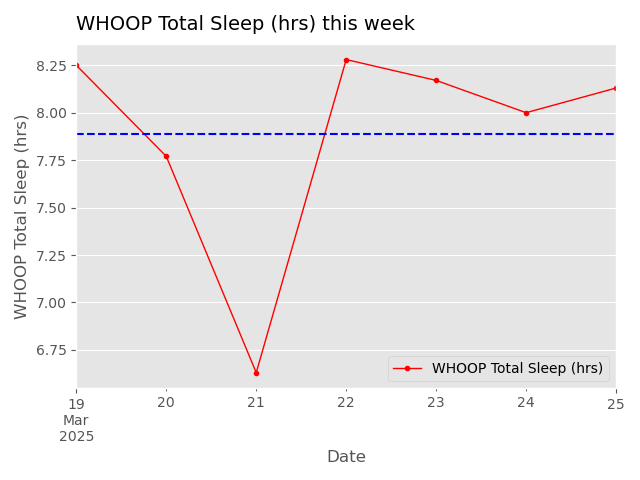 WHOOP Total Sleep (hrs) this week
WHOOP Total Sleep (hrs)
8.25
8.00
7.75
7.50
7.25
7.00
6.75
WHOOP Total Sleep (hrs)
19 20 21 22 23 24 25
Mar
2025
Date